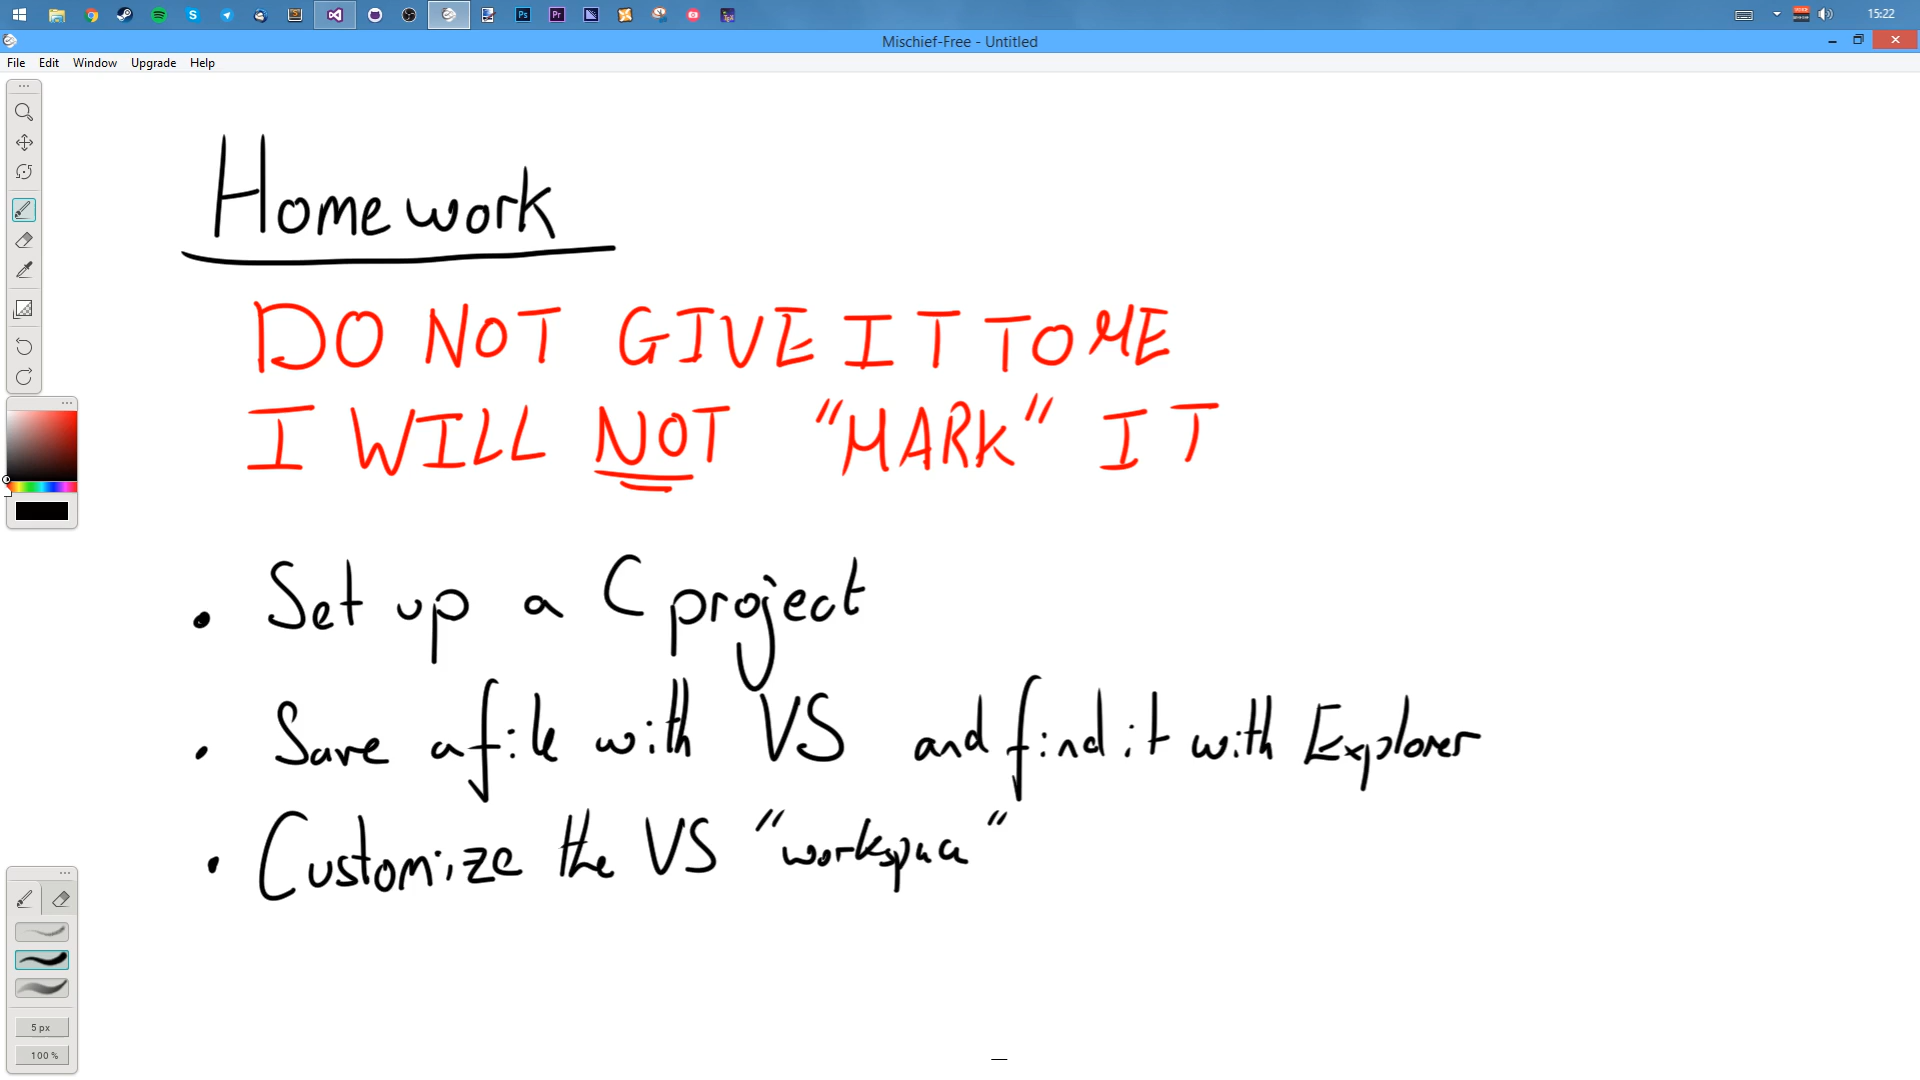 15:22
Mischief-Free - Untitled
File Edit Window Upgrade Help
Homework
DO NOT GIVE IT TO ME
I WILL NOT "MARK" IT
• Set up a C project
• Save a file with VS and find it with Explorer
• Customize the VS "workspace"
5 px
100 %